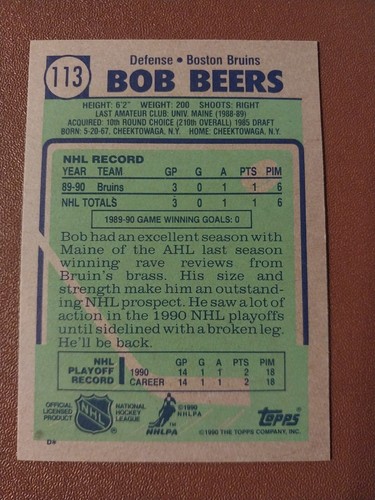 113
Defense • Boston Bruins
BOB BEERS
HEIGHT: 6'2" WEIGHT: 200 SHOOTS: RIGHT
LAST AMATEUR CLUB: UNIV. MAINE (1988-89)
ACQUIRED: 10th ROUND CHOICE (210th OVERALL) 1985 DRAFT
BORN: 5-20-67, CHEEKTOWAGA, N.Y. HOME: CHEEKTOWAGA, N.Y.
NHL RECORD
YEAR TEAM GP G A PTS PIM
89-90 Bruins 3 0 1 1 6
NHL TOTALS 3 0 1 1 6
1989-90 GAME WINNING GOALS: 0
Bob had an excellent season with
Maine of the AHL last season
winning rave reviews from
Bruin's brass. His size and
strength make him an outstand-
ing NHL prospect. He saw a lot of
action in the 1990 NHL playoffs
until sidelined with a broken leg.
He'll be back.
NHL PLAYOFF RECORD
GP G A PTS PIM
1990 14 1 1 2 18
CAREER 14 1 1 2 18
OFFICIAL LICENSED PRODUCT
NHL
NATIONAL HOCKEY LEAGUE
TM
NHLPA
©1990 NHLPA
Topps
©1990 THE TOPPS COMPANY, INC.
D*